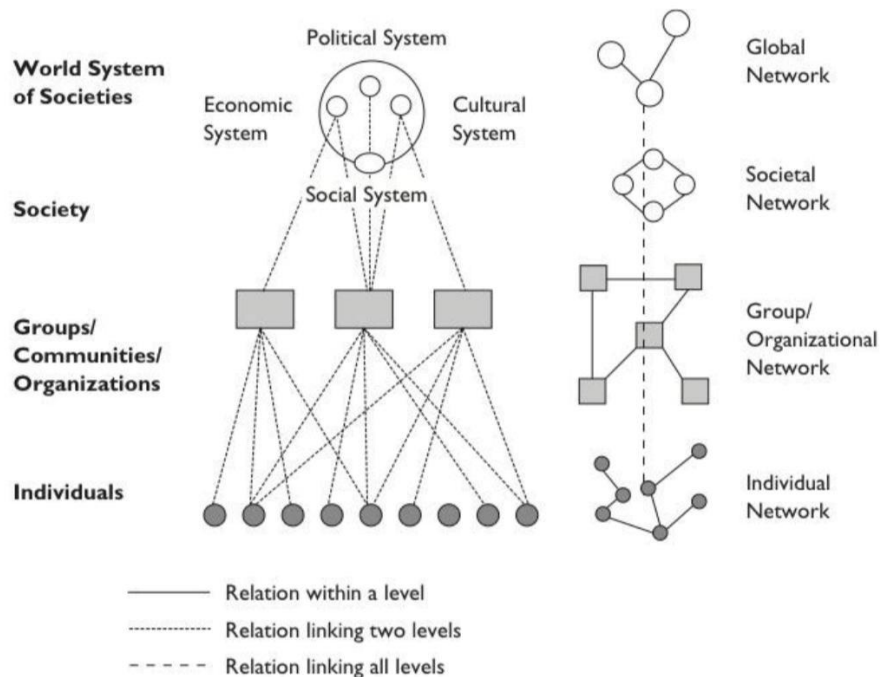 Political System
World System
of Societies
Economic
System
Cultural
System
Global
Network
Society
Social System
Societal
Network
Groups/
Communities/
Organizations
Group/
Organizational
Network
Individuals
Individual
Network
Relation within a level
Relation linking two levels
Relation linking all levels